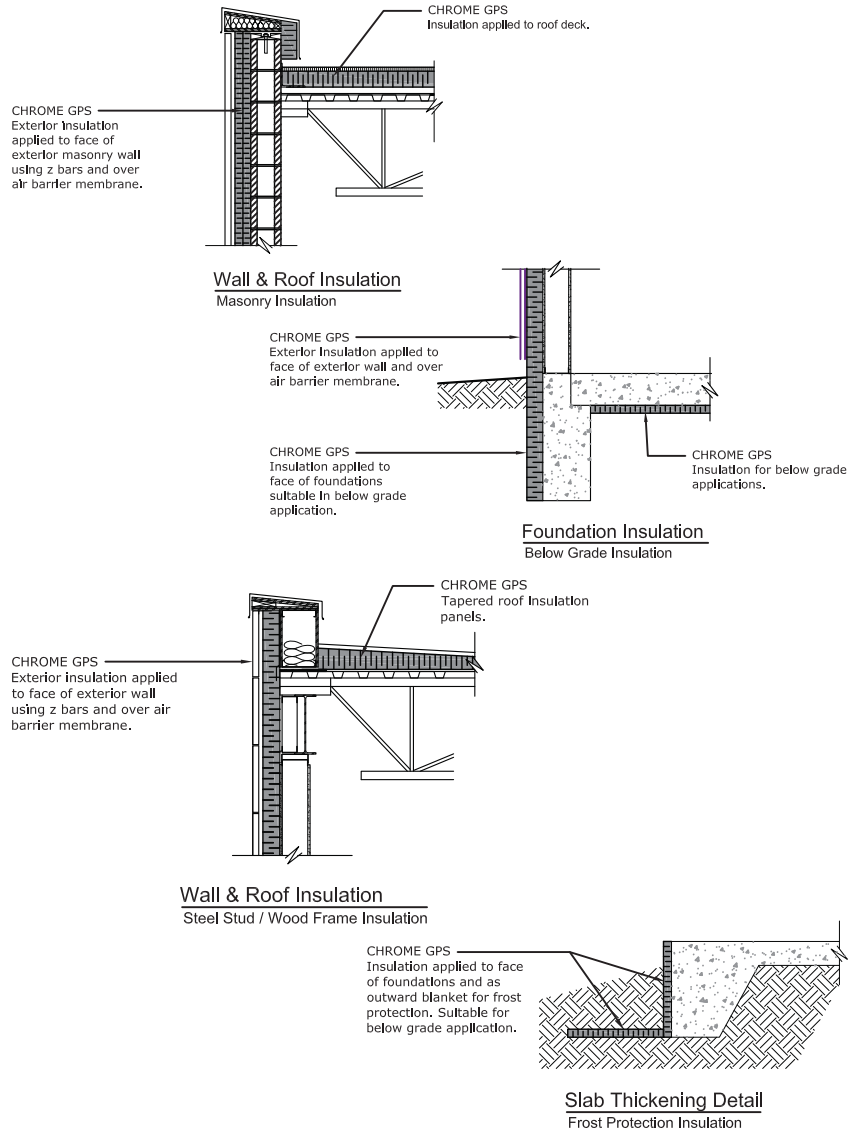 CHROME GPS
Insulation applied to roof deck.
CHROME GPS
Exterior insulation
applied to face of
exterior masonry wall
using z bars and over
air barrier membrane.
Wall & Roof Insulation
Masonry Insulation
CHROME GPS
Exterior Insulation applied to
face of exterior wall and over
air barrier membrane.
CHROME GPS
Insulation applied to
face of foundations
suitable in below grade
application.
CHROME GPS
Insulation for below grade
applications.
Foundation Insulation
Below Grade Insulation
CHROME GPS
Tapered roof insulation
panels.
CHROME GPS
Exterior insulation applied
to face of exterior wall
using z bars and over air
barrier membrane.
Wall & Roof Insulation
Steel Stud / Wood Frame Insulation
CHROME GPS
Insulation applied to face
of foundations and as
outward blanket for frost
protection. Suitable for
below grade application.
Slab Thickening Detail
Frost Protection Insulation